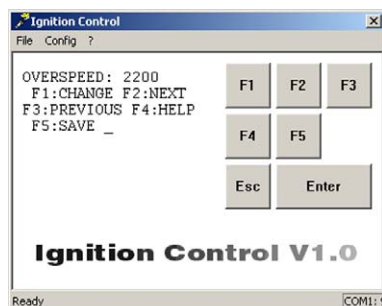 Ignition Control
File Config ?
OVERSPEED: 2200
F1:CHANGE F2:NEXT
F3:PREVIOUS F4:HELP
F5:SAVE _
F1 F2 F3
F4 F5
Esc Enter
Ignition Control V1.0
Ready COM1: